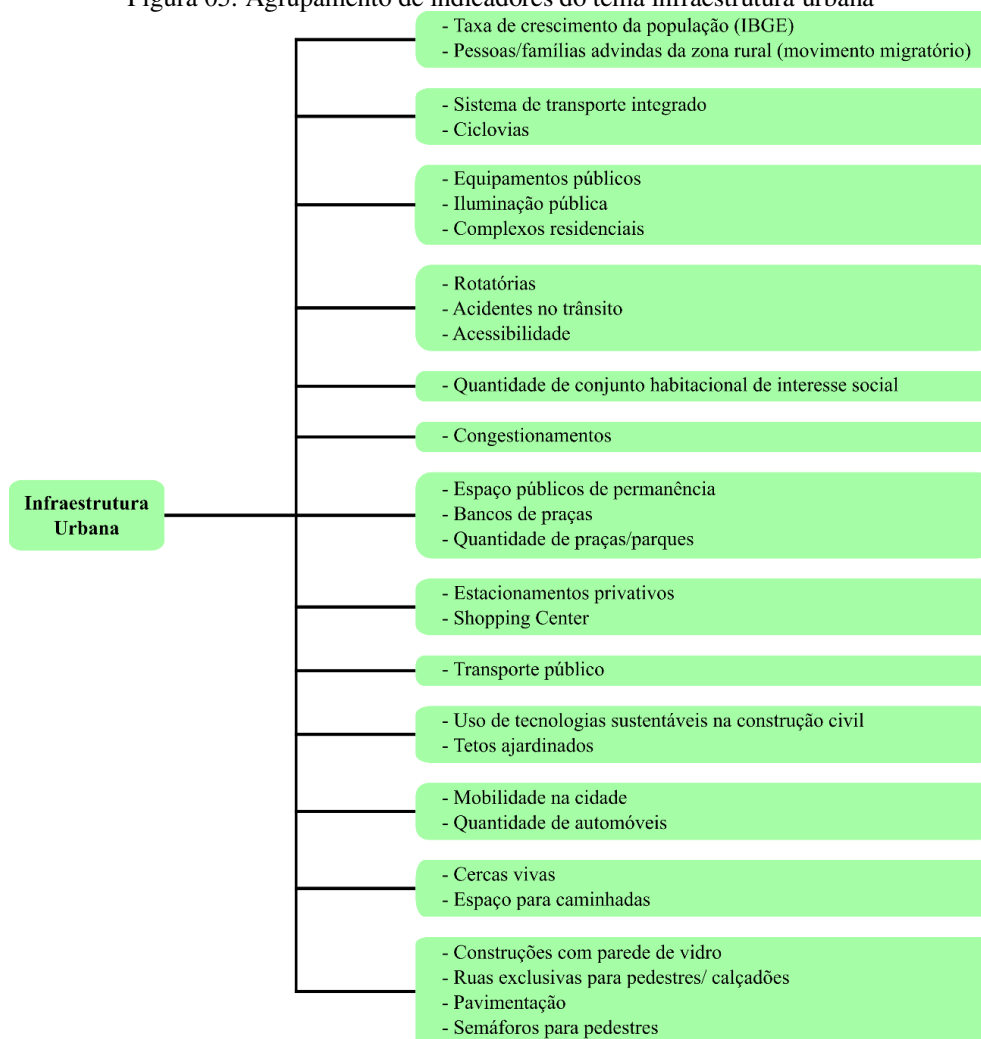 Figura 03: Agrupamento de indicadores do tema infraestrutura urbana
- Taxa de crescimento da população (IBGE)
- Pessoas/famílias advindas da zona rural (movimento migratório)
- Sistema de transporte integrado
- Ciclovias
- Equipamentos públicos
- Iluminação pública
- Complexos residenciais
- Rotatórias
- Acidentes no trânsito
- Acessibilidade
- Quantidade de conjunto habitacional de interesse social
- Congestionamentos
Infraestrutura
Urbana
- Espaço públicos de permanência
- Bancos de praças
- Quantidade de praças/parques
- Estacionamentos privativos
- Shopping Center
- Transporte público
- Uso de tecnologias sustentáveis na construção civil
- Tetos ajardinados
- Mobilidade na cidade
- Quantidade de automóveis
- Cercas vivas
- Espaço para caminhadas
- Construções com parede de vidro
- Ruas exclusivas para pedestres/ calçadões
- Pavimentação
- Semáforos para pedestres